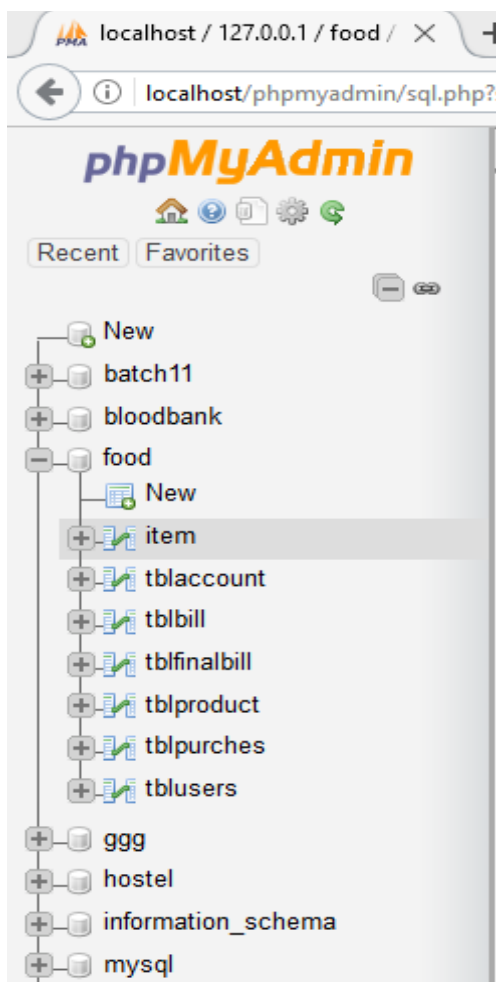 PMA localhost / 127.0.0.1 / food /
localhost/phpmyadmin/sql.php?
phpMyAdmin
Recent Favorites
New
batch11
bloodbank
food
New
item
tblaccount
tblbill
tblfinalbill
tblproduct
tblpurches
tblusers
ggg
hostel
information_schema
mysql